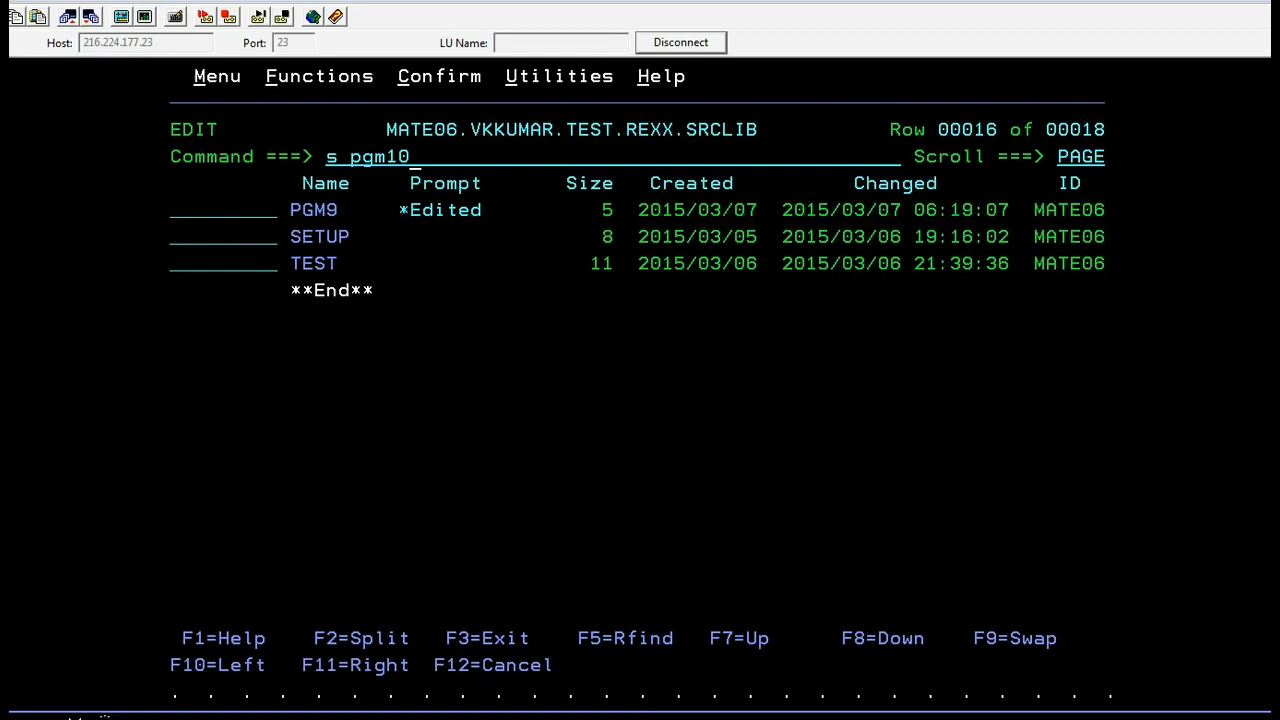 Host: 216.224.177.23 Port: 23 LU Name: Disconnect
Menu Functions Confirm Utilities Help
EDIT MATE06.VKKUMAR.TEST.REXX.SRCLIB Row 00016 of 00018
Command ===> s pgm10 Scroll ===> PAGE
Name Prompt Size Created Changed ID
PGM9 *Edited 5 2015/03/07 2015/03/07 06:19:07 MATE06
SETUP 8 2015/03/05 2015/03/06 19:16:02 MATE06
TEST 11 2015/03/06 2015/03/06 21:39:36 MATE06
**End**
F1=Help F2=Split F3=Exit F5=Rfind F7=Up F8=Down F9=Swap
F10=Left F11=Right F12=Cancel